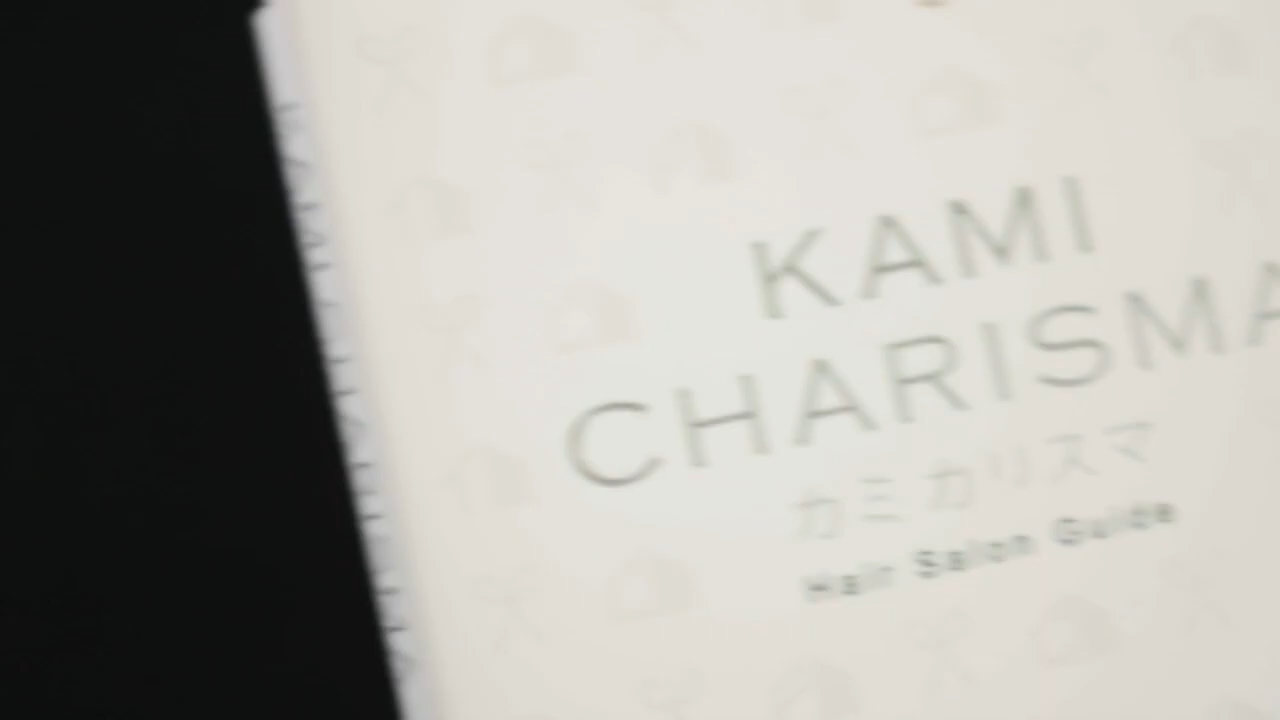 KAMI
CHARISMA
カミカリスマ
Hair Salon Guide